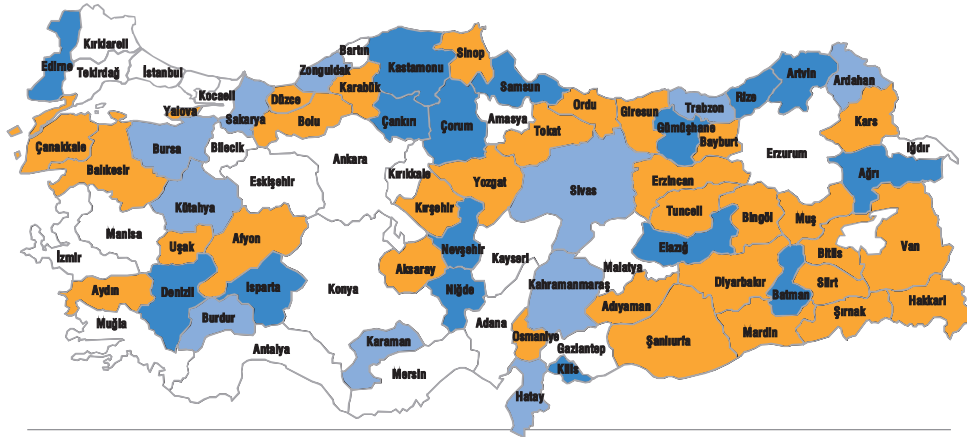 Kırklareli
Edirne
Tekirdağ
İstanbul
Kocaeli
Yalova
Sakarya
Düzce
Zonguldak
Bartın
Karabük
Bolu
Kastamonu
Sinop
Çankırı
Çorum
Samsun
Amasya
Tokat
Ordu
Giresun
Trabzon
Gümüşhane
Bayburt
Rize
Artvin
Ardahan
Kars
Iğdır
Ağrı
Erzurum
Çanakkale
Balıkesir
Bursa
Bilecik
Eskişehir
Ankara
Kırıkkale
Kırşehir
Yozgat
Sivas
Erzincan
Tunceli
Bingöl
Muş
Bitlis
Van
Kütahya
Manisa
Uşak
Afyon
İzmir
Aydın
Denizli
Isparta
Burdur
Muğla
Antalya
Konya
Aksaray
Nevşehir
Niğde
Kayseri
Malatya
Elazığ
Kahramanmaraş
Adıyaman
Diyarbakır
Batman
Siirt
Şırnak
Hakkari
Mardin
Şanlıurfa
Gaziantep
Kilis
Osmaniye
Hatay
Adana
Karaman
Mersin